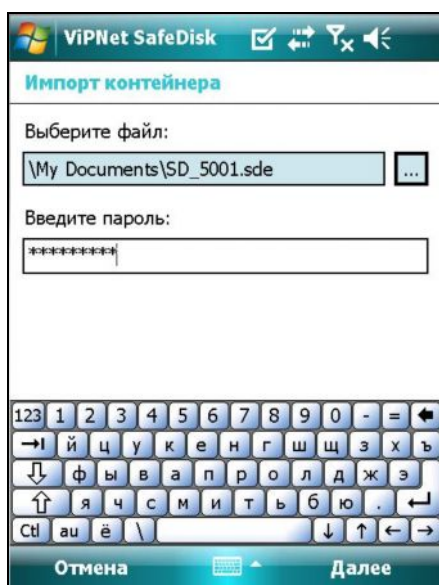 ViPNet SafeDisk
Импорт контейнера
Выберите файл:
\My Documents\SD_5001.sde
...
Введите пароль:
*********
123 1 2 3 4 5 6 7 8 9 0 - =
й ц у к е н г ш щ з х ъ
ф ы в а п р о л д ж э
я ч с м и т ь б ю .
Ctl au ё \
Отмена Далее